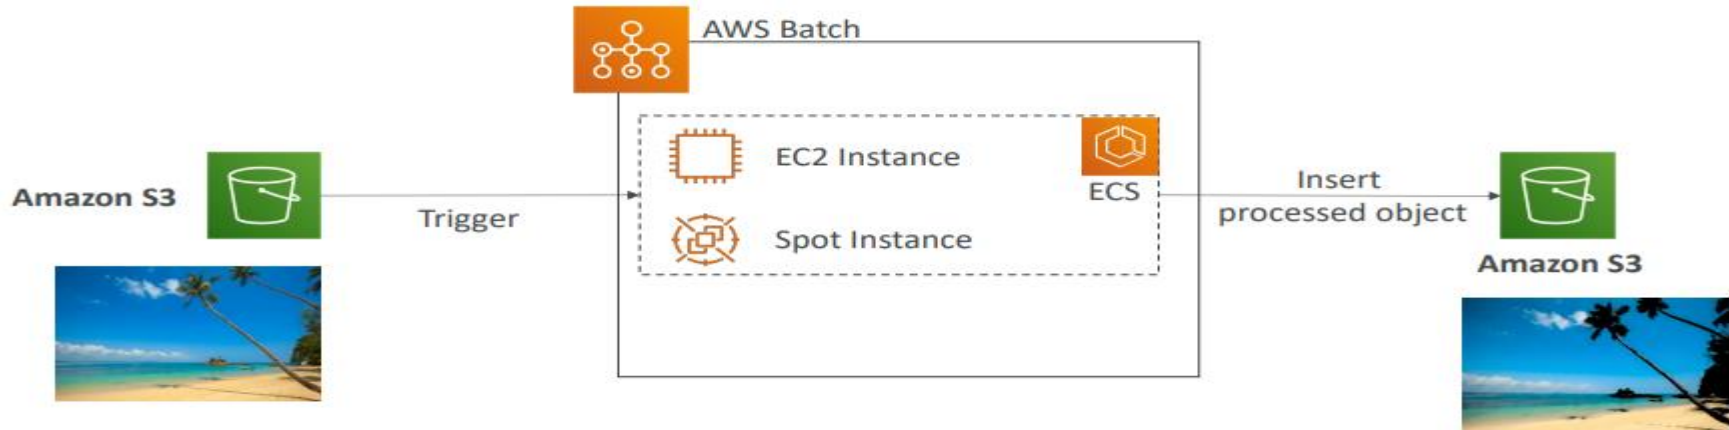 AWS Batch
EC2 Instance
ECS
Amazon S3
Trigger
Spot Instance
Insert
processed object
Amazon S3